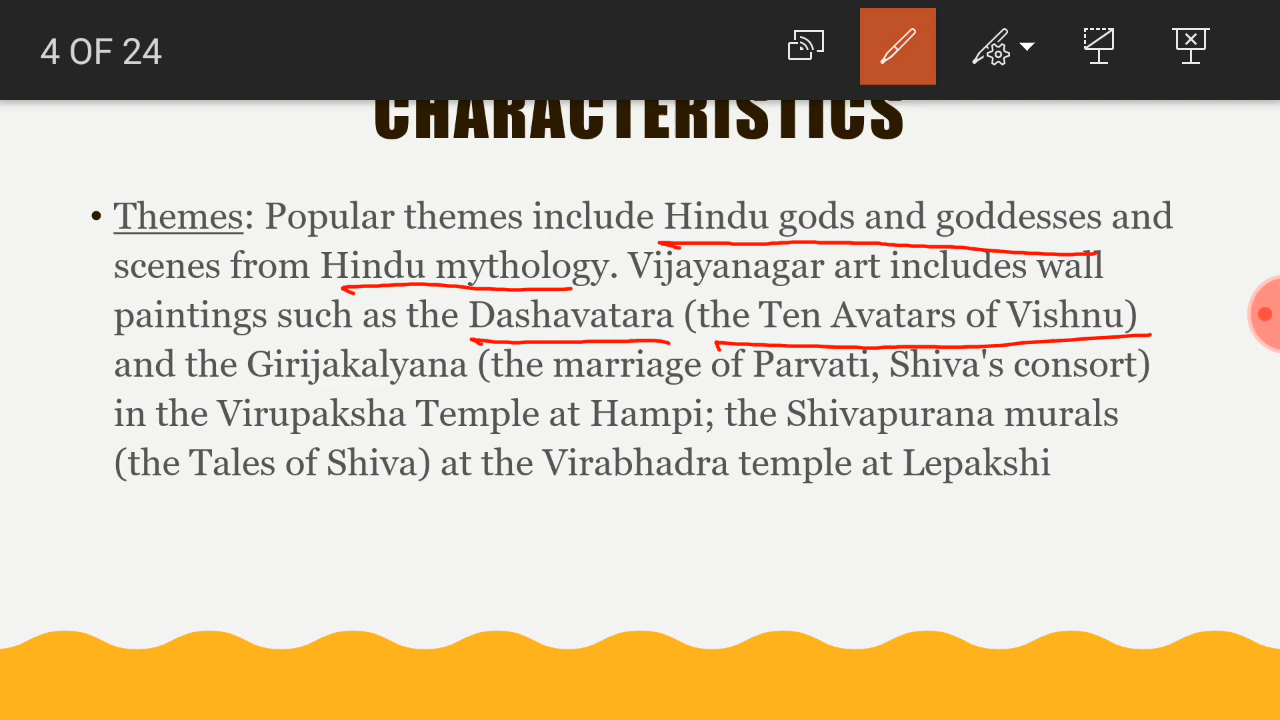 4 OF 24
CHARACTERISTICS
• Themes: Popular themes include Hindu gods and goddesses and
scenes from Hindu mythology. Vijayanagar art includes wall
paintings such as the Dashavatara (the Ten Avatars of Vishnu)
and the Girijakalyana (the marriage of Parvati, Shiva's consort)
in the Virupaksha Temple at Hampi; the Shivapurana murals
(the Tales of Shiva) at the Virabhadra temple at Lepakshi